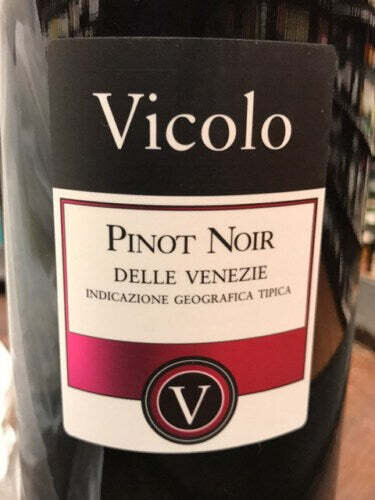 Vicolo
PINOT NOIR
DELLE VENEZIE
INDICAZIONE GEOGRAFICA TIPICA
V